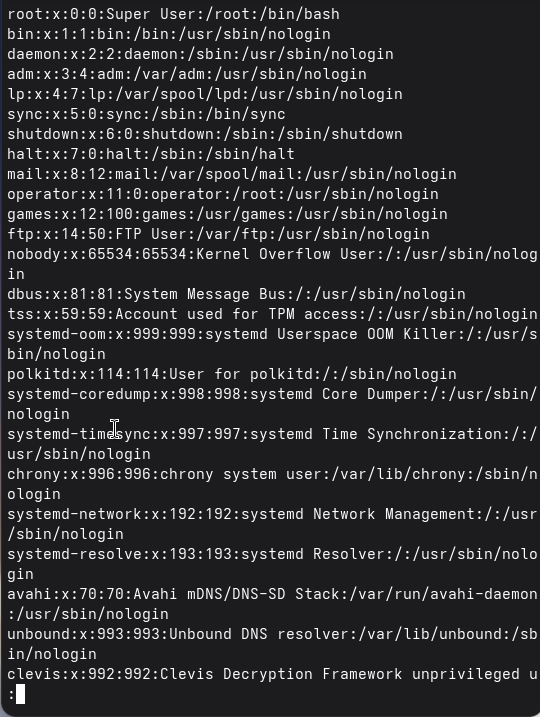 root:x:0:0:Super User:/root:/bin/bash
bin:x:1:1:bin:/bin:/usr/sbin/nologin
daemon:x:2:2:daemon:/sbin:/usr/sbin/nologin
adm:x:3:4:adm:/var/adm:/usr/sbin/nologin
lp:x:4:7:lp:/var/spool/lpd:/usr/sbin/nologin
sync:x:5:0:sync:/sbin:/bin/sync
shutdown:x:6:0:shutdown:/sbin:/sbin/shutdown
halt:x:7:0:halt:/sbin:/sbin/halt
mail:x:8:12:mail:/var/spool/mail:/usr/sbin/nologin
operator:x:11:0:operator:/root:/usr/sbin/nologin
games:x:12:100:games:/usr/games:/usr/sbin/nologin
ftp:x:14:50:FTP User:/var/ftp:/usr/sbin/nologin
nobody:x:65534:65534:Kernel Overflow User:/:/usr/sbin/nolog
in
dbus:x:81:81:System Message Bus:/:/usr/sbin/nologin
tss:x:59:59:Account used for TPM access:/:/usr/sbin/nologin
systemd-oom:x:999:999:systemd Userspace OOM Killer:/:/usr/s
bin/nologin
polkitd:x:114:114:User for polkitd:/:/sbin/nologin
systemd-coredump:x:998:998:systemd Core Dumper:/:/usr/sbin/
nologin
systemd-timesync:x:997:997:systemd Time Synchronization:/:/
usr/sbin/nologin
chrony:x:996:996:chrony system user:/var/lib/chrony:/sbin/n
ologin
systemd-network:x:192:192:systemd Network Management:/:/usr
/sbin/nologin
systemd-resolve:x:193:193:systemd Resolver:/:/usr/sbin/nolo
gin
avahi:x:70:70:Avahi mDNS/DNS-SD Stack:/var/run/avahi-daemon
:/usr/sbin/nologin
unbound:x:993:993:Unbound DNS resolver:/var/lib/unbound:/sb
in/nologin
clevis:x:992:992:Clevis Decryption Framework unprivileged u
: